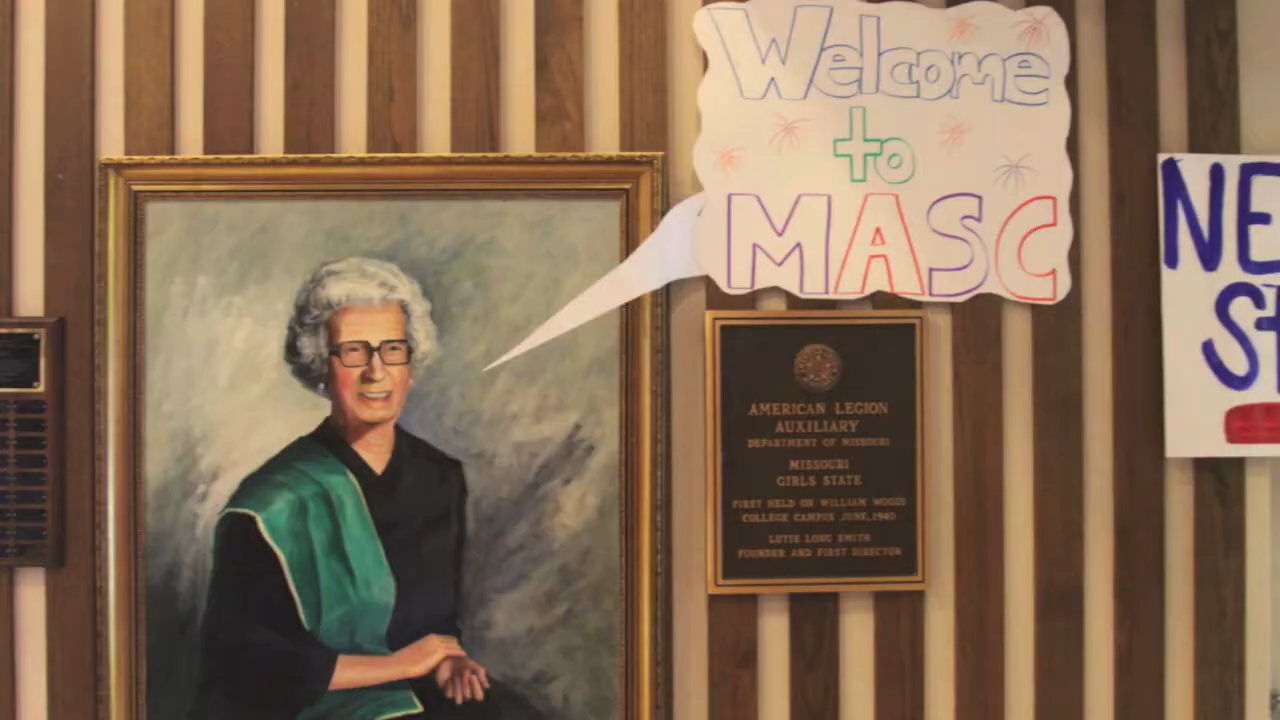 Welcome
to
MASC
AMERICAN LEGION
AUXILIARY
DEPARTMENT OF MISSOURI
MISSOURI
GIRLS STATE
FIRST HELD ON WILLIAM WOODS
COLLEGE CAMPUS JUNE, 1940
LUTIE LONG SMITH
FOUNDER AND FIRST DIRECTOR
NE
St